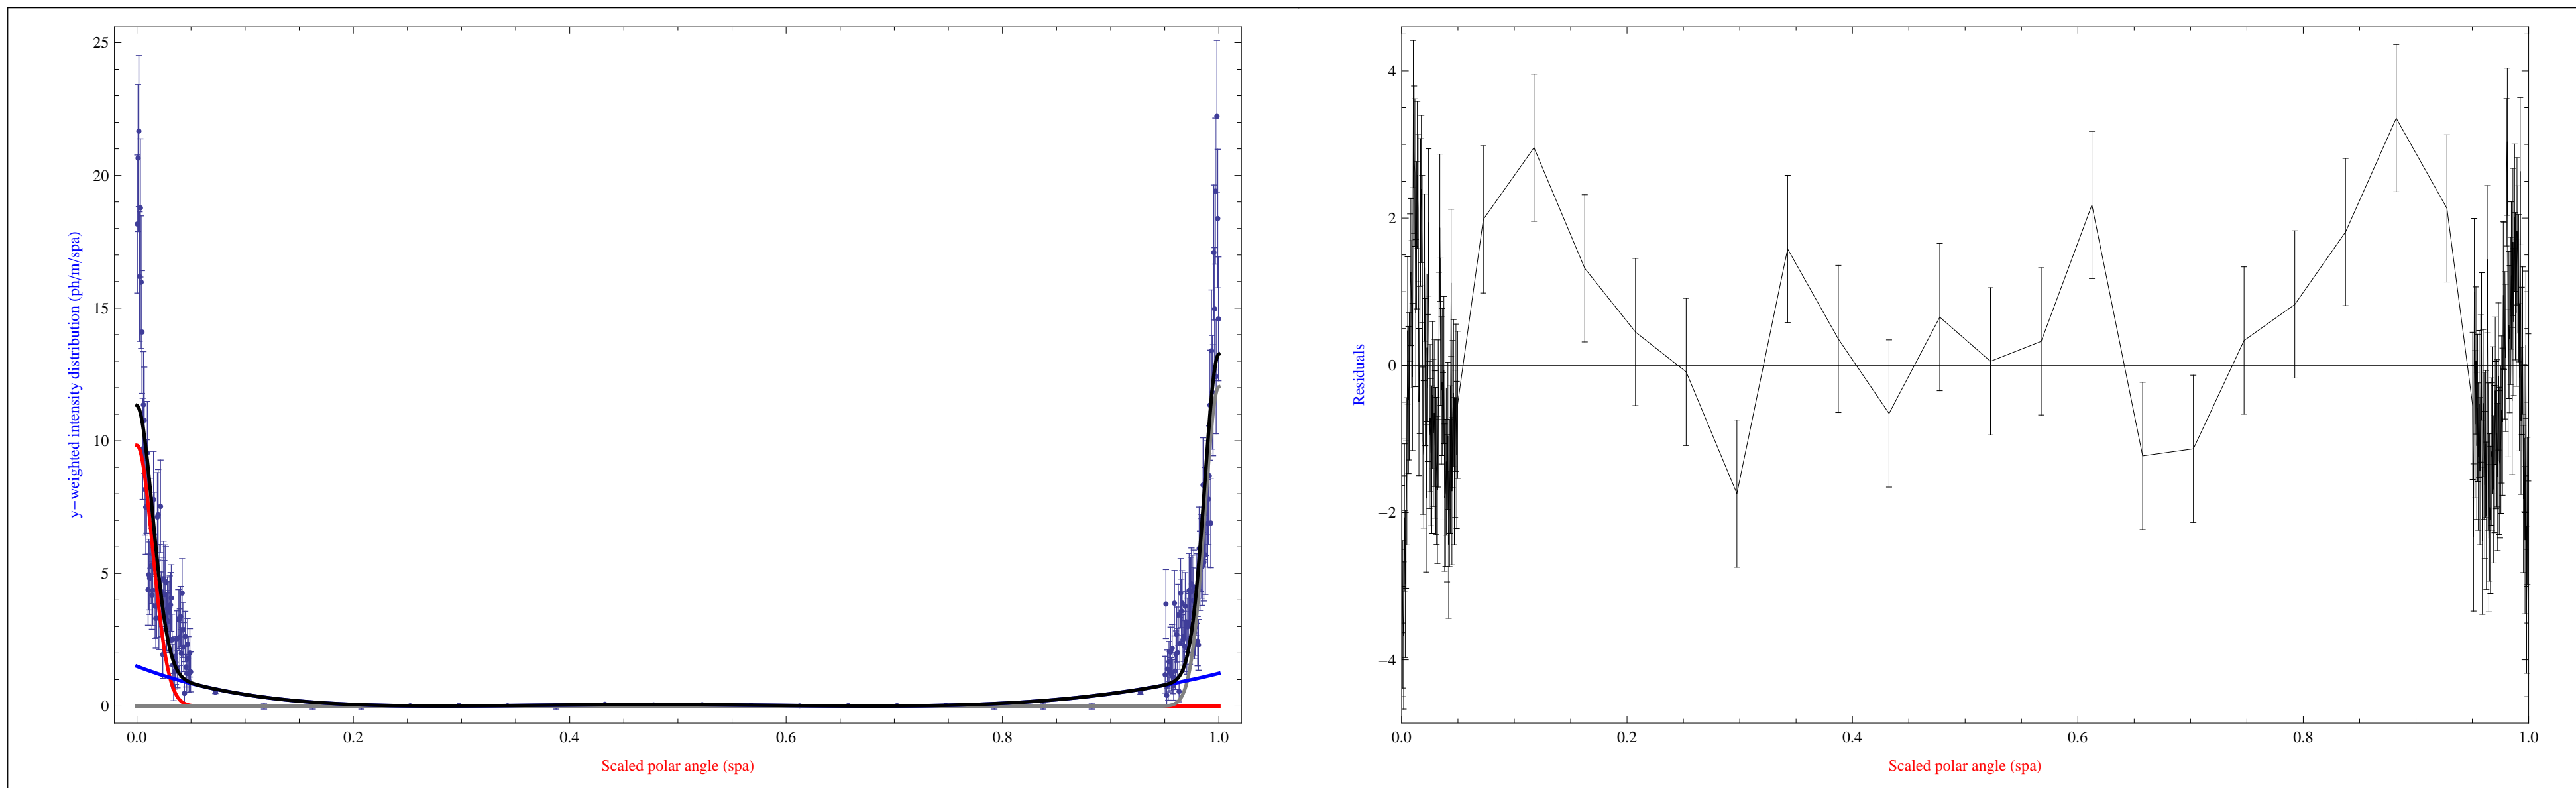 25
20
15
10
5
0
y-weighted intensity distribution (ph/m/spa)
0.0 0.2 0.4 0.6 0.8 1.0
Scaled polar angle (spa)
4
2
0
−2
−4
Residuals
0.0 0.2 0.4 0.6 0.8 1.0
Scaled polar angle (spa)